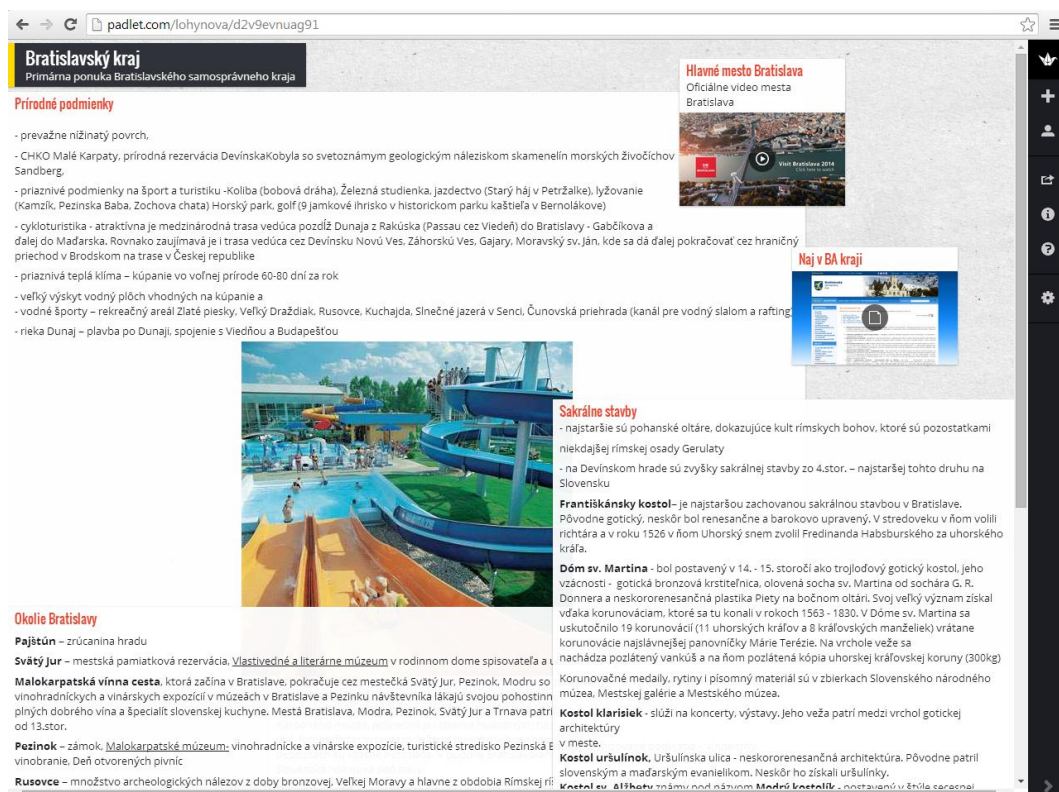 padlet.com/lohynova/d2v9evnuag91
Bratislavský kraj
Primárna ponuka Bratislavského samosprávneho kraja
Prírodné podmienky
- prevažne nížinatý povrch,
- CHKO Malé Karpaty, prírodná rezervácia DevínskaKobyla so svetoznámym geologickým náleziskom skamenelín morských živočíchov
Sandberg,
- priaznivé podmienky na šport a turistiku -Koliba (bobová dráha), Železná studienka, jazdectvo (Starý háj v Petržalke), lyžovanie
(Kamzík, Pezinska Baba, Zochova chata) Horský park, golf (9 jamkové ihrisko v historickom parku kaštieľa v Bernolákove)
- cykloturistika - atraktívna je medzinárodná trasa vedúca pozdĺž Dunaja z Rakúska (Passau cez Viedeň) do Bratislavy - Gabčíkova a
ďalej do Maďarska. Rovnako zaujímavá je i trasa vedúca cez Devínsku Novú Ves, Záhorskú Ves, Gajary, Moravský sv. Ján, kde sa dá ďalej pokračovať cez hraničný
priechod v Brodskom na trase v Českej republike
- priaznivá teplá klíma – kúpanie vo voľnej prírode 60-80 dní za rok
- veľký výskyt vodný plôch vhodných na kúpanie a
- vodné športy – rekreačný areál Zlaté piesky, Veľký Draždiak, Rusovce, Kuchajda, Slnečné jazerá v Senci, Čunovská priehrada (kanál pre vodný slalom a rafting)
- rieka Dunaj – plavba po Dunaji, spojenie s Viedňou a Budapešťou
Hlavné mesto Bratislava
Oficiálne video mesta
Bratislava
Visit Bratislava 2014
Click here to watch
Naj v BA kraji
Sakrálne stavby
- najstaršie sú pohanské oltáre, dokazujúce kult rímskych bohov, ktoré sú pozostatkami
niekdajšej rímskej osady Gerulaty
- na Devínskom hrade sú zvyšky sakrálnej stavby zo 4.stor. – najstaršej tohto druhu na
Slovensku
Františkánsky kostol– je najstaršou zachovanou sakrálnou stavbou v Bratislave.
Pôvodne gotický, neskôr bol renesančne a barokovo upravený. V stredoveku v ňom volili
richtára a v roku 1526 v ňom Uhorský snem zvolil Fredinanda Habsburského za uhorského
kráľa.
Dóm sv. Martina - bol postavený v 14. - 15. storočí ako trojloďový gotický kostol, jeho
vzácnosti - gotická bronzová krstiteľnica, olovená socha sv. Martina od sochára G. R.
Donnera a neskororenesančná plastika Piety na bočnom oltári. Svoj veľký význam získal
vďaka korunováciam, ktoré sa tu konali v rokoch 1563 - 1830. V Dóme sv. Martina sa
uskutočnilo 19 korunovácií (11 uhorských kráľov a 8 kráľovských manželiek) vrátane
korunovácie najslávnejšej panovníčky Márie Terézie. Na vrchole veže sa
nachádza pozlátený vankúš a na ňom pozlátená kópia uhorskej kráľovskej koruny (300kg)
Korunovačné medaily, rytiny i písomný materiál sú v zbierkach Slovenského národného
múzea, Mestskej galérie a Mestského múzea.
Kostol klarisiek - slúži na koncerty, výstavy. Jeho veža patrí medzi vrchol gotickej
architektúry
v meste.
Kostol uršulínok, Uršulínska ulica - neskororenesančná architektúra. Pôvodne patril
slovenským a maďarským evanielikom. Neskôr ho získali uršulínky.
Kostol sv. Alžbety známy pod názvom Modrý kostolík - postavený v štýle secesnej
Okolie Bratislavy
Pajštún – zrúcanina hradu
Svätý Jur – mestská pamiatková rezervácia, Vlastivedné a literárne múzeum v rodinnom dome spisovateľa a
Malokarpatská vínna cesta, ktorá začína v Bratislave, pokračuje cez mestečká Svätý Jur, Pezinok, Modru so
vinohradníckych a vinárskych expozícií v múzeách v Bratislave a Pezinku návštevníka lákajú svojou pohostinn
plných dobrého vína a špecialít slovenskej kuchyne. Mestá Bratislava, Modra, Pezinok, Svätý Jur a Trnava patri
od 13.stor.
Pezinok – zámok, Malokarpatské múzeum- vinohradnícke a vinárske expozície, turistické stredisko Pezinská
vinobranie, Deň otvorených pivníc
Rusovce – množstvo archeologických nálezov z doby bronzovej, Veľkej Moravy a hlavne z obdobia Rímskej